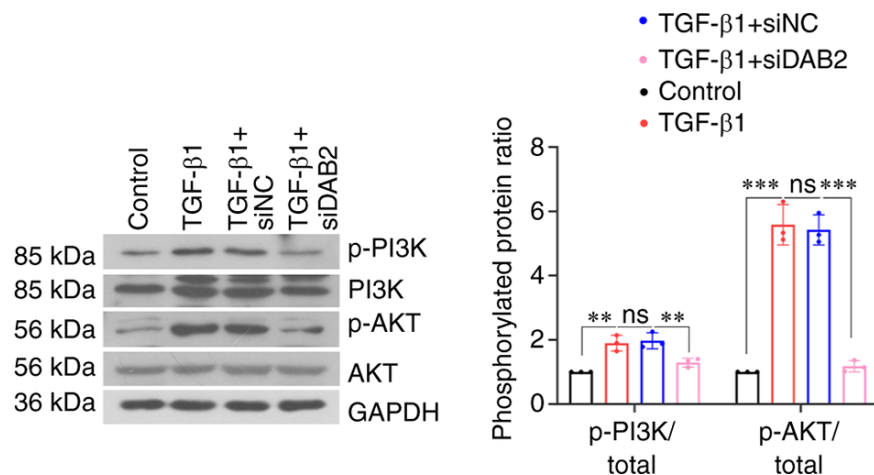 Control
TGF-β1
TGF-β1+
siNC
TGF-β1+
siDAB2
85 kDa
p-PI3K
85 kDa
PI3K
56 kDa
p-AKT
56 kDa
AKT
36 kDa
GAPDH
TGF-β1+siNC
TGF-β1+siDAB2
Control
TGF-β1
Phosphorylated protein ratio
8
6
4
2
0
** ns **
*** ns ***
p-PI3K/
total
p-AKT/
total